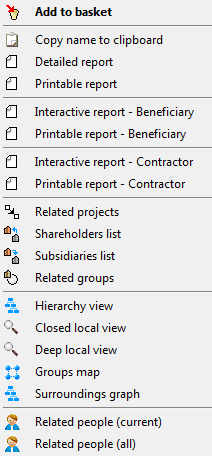 Add to basket
Copy name to clipboard
Detailed report
Printable report
Interactive report - Beneficiary
Printable report - Beneficiary
Interactive report - Contractor
Printable report - Contractor
Related projects
Shareholders list
Subsidiaries list
Related groups
Hierarchy view
Closed local view
Deep local view
Groups map
Surroundings graph
Related people (current)
Related people (all)